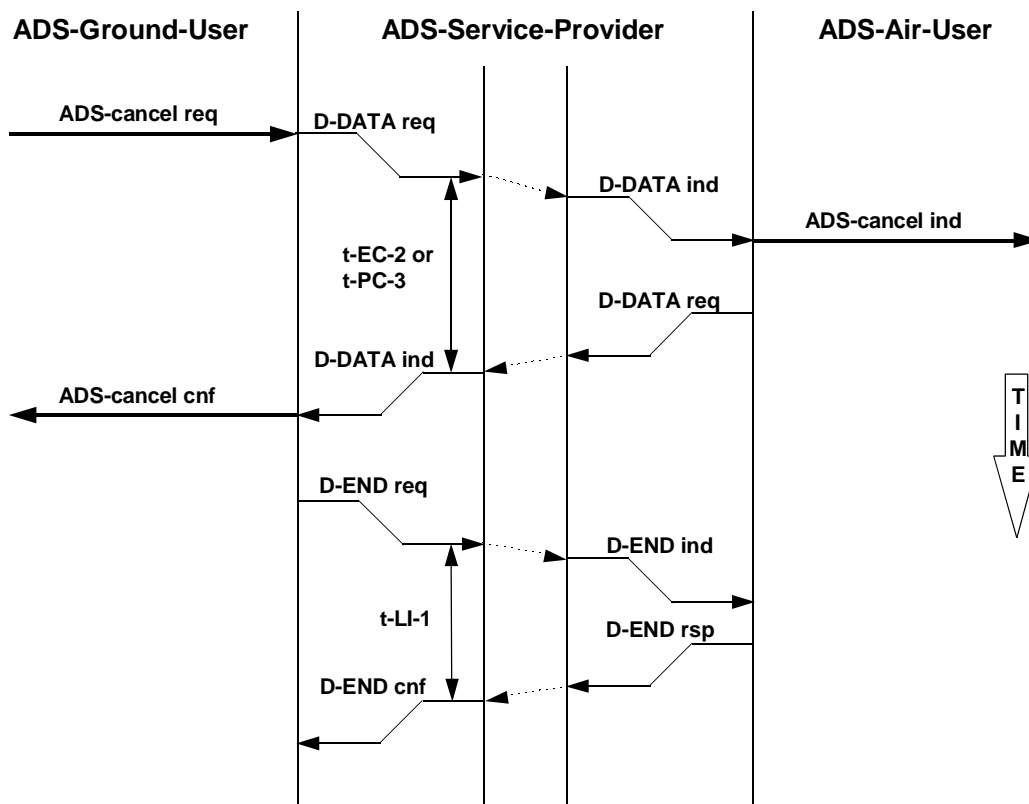 ADS-Ground-User
ADS-Service-Provider
ADS-Air-User
ADS-cancel req
D-DATA req
D-DATA ind
ADS-cancel ind
t-EC-2 or
t-PC-3
D-DATA req
D-DATA ind
ADS-cancel cnf
T
I
M
E
D-END req
D-END ind
t-LI-1
D-END rsp
D-END cnf